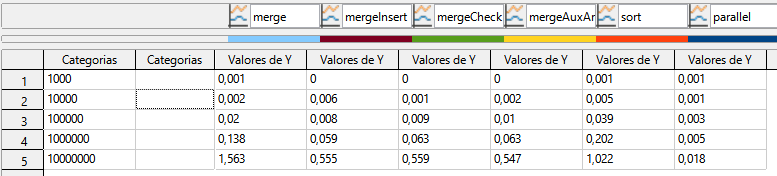 merge mergeInsert mergeCheck mergeAuxAr sort parallel
Categorias Categorias Valores de Y Valores de Y Valores de Y Valores de Y Valores de Y Valores de Y
1 1000 0,001 0 0 0 0,001 0,001
2 10000 0,002 0,006 0,001 0,002 0,005 0,001
3 100000 0,02 0,008 0,009 0,01 0,039 0,003
4 1000000 0,138 0,059 0,063 0,063 0,202 0,005
5 10000000 1,563 0,555 0,559 0,547 1,022 0,018